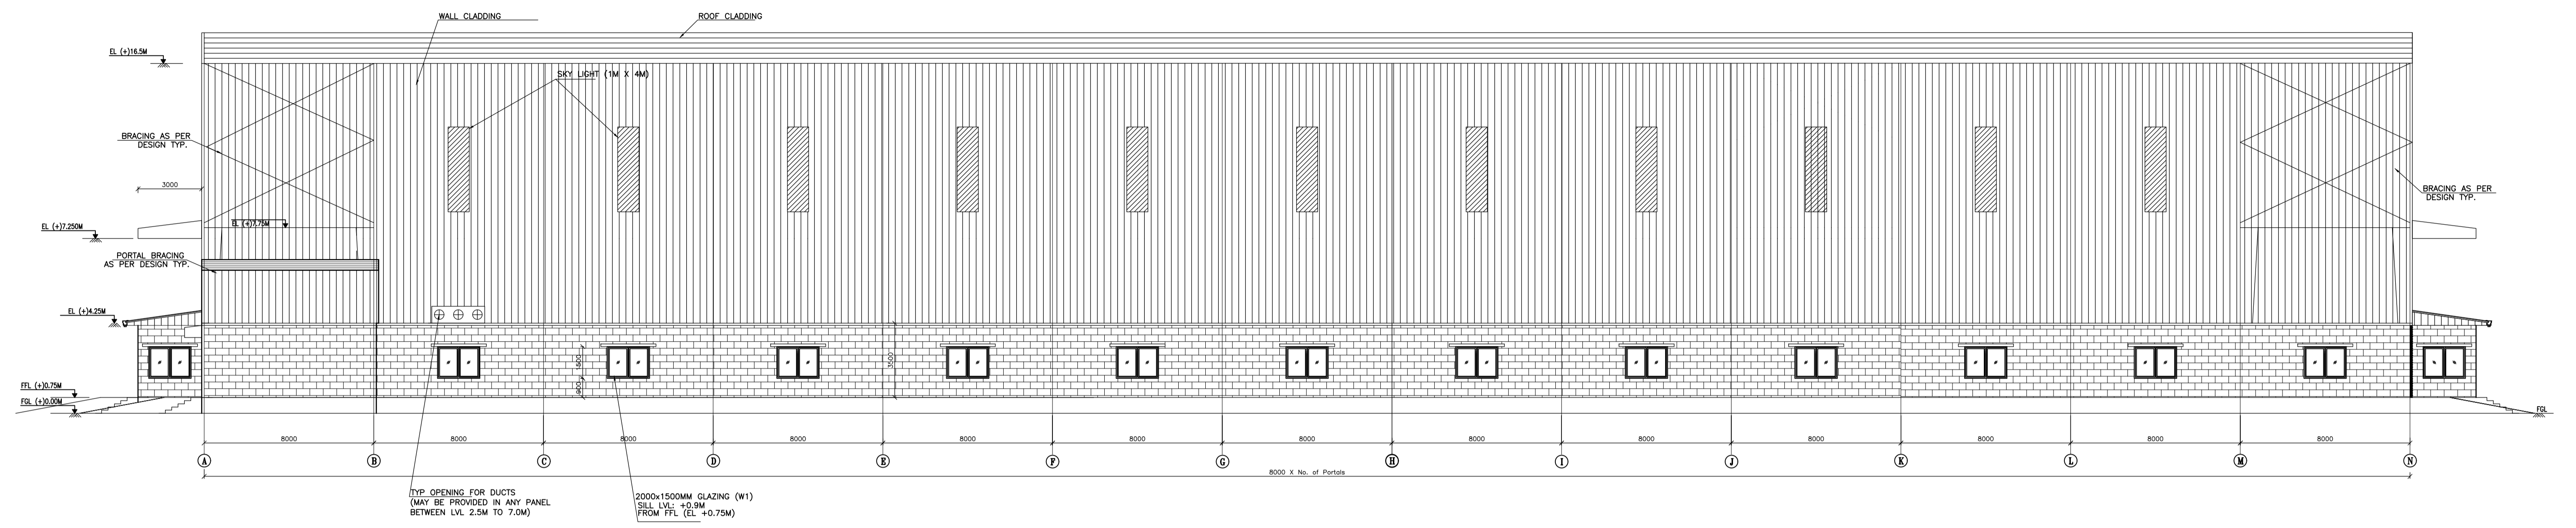 WALL CLADDING
ROOF CLADDING
EL (+)16.5M
SKY LIGHT (1M X 4M)
BRACING AS PER
DESIGN TYP.
3000
BRACING AS PER
DESIGN TYP.
EL (+)7.75M
EL (+)7.250M
PORTAL BRACING
AS PER DESIGN TYP.
EL (+)4.25M
1500
3500
900
FFL (+)0.75M
FGL (+)0.00M
FGL
8000 8000 8000 8000 8000 8000 8000 8000 8000 8000 8000 8000 8000
A B C D E F G H I J K L M N
8000 X No. of Portals
TYP OPENING FOR DUCTS
(MAY BE PROVIDED IN ANY PANEL
BETWEEN LVL 2.5M TO 7.0M)
2000x1500MM GLAZING (W1)
SILL LVL: +0.9M
FROM FFL (EL +0.75M)